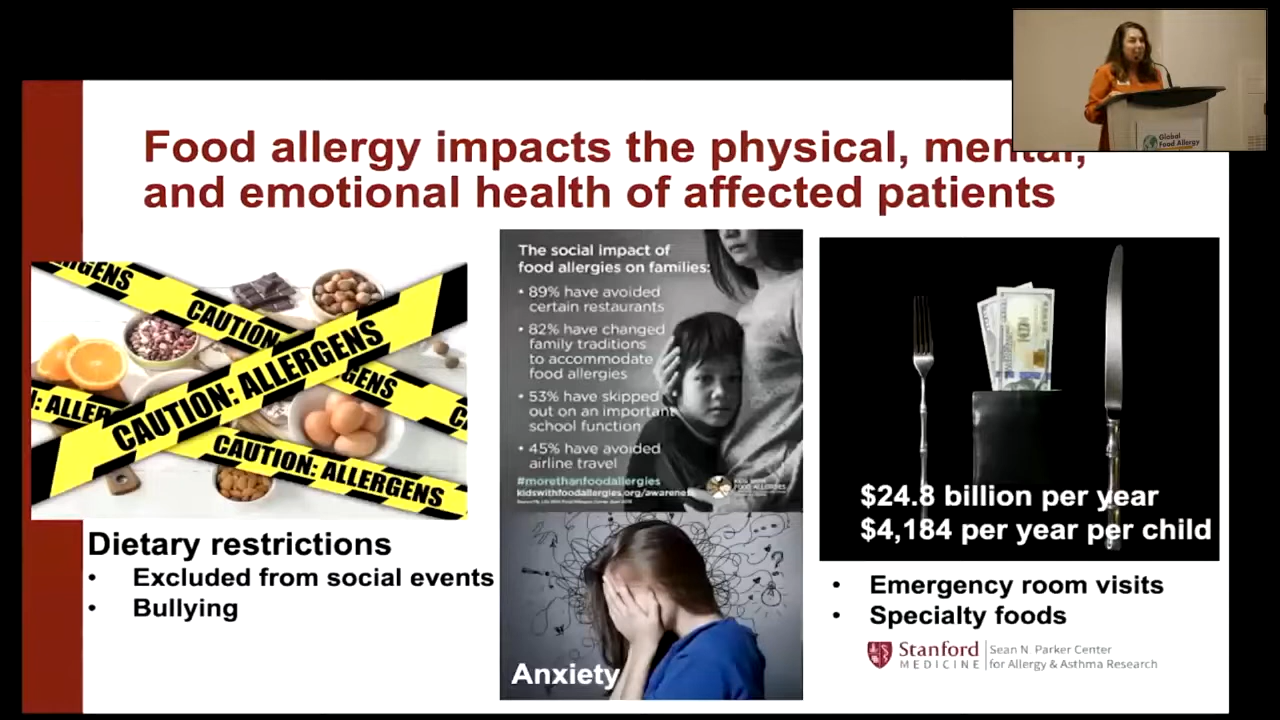 Food allergy impacts the physical, mental,
and emotional health of affected patients
CAUTION: ALLERGENS
CAUTION: ALLERGENS
CAUTION
GENS
Dietary restrictions
• Excluded from social events
• Bullying
The social impact of
food allergies on families:
• 89% have avoided
certain restaurants
• 82% have changed
family traditions
to accommodate
food allergies
• 53% have skipped
out on an important
school function
• 45% have avoided
airline travel
#morethanfoodallergies
kidswithfoodallergies.org/awareness
Anxiety
$24.8 billion per year
$4,184 per year per child
• Emergency room visits
• Specialty foods
Stanford
MEDICINE
Sean N. Parker Center
for Allergy & Asthma Research
Global
Food Allergy